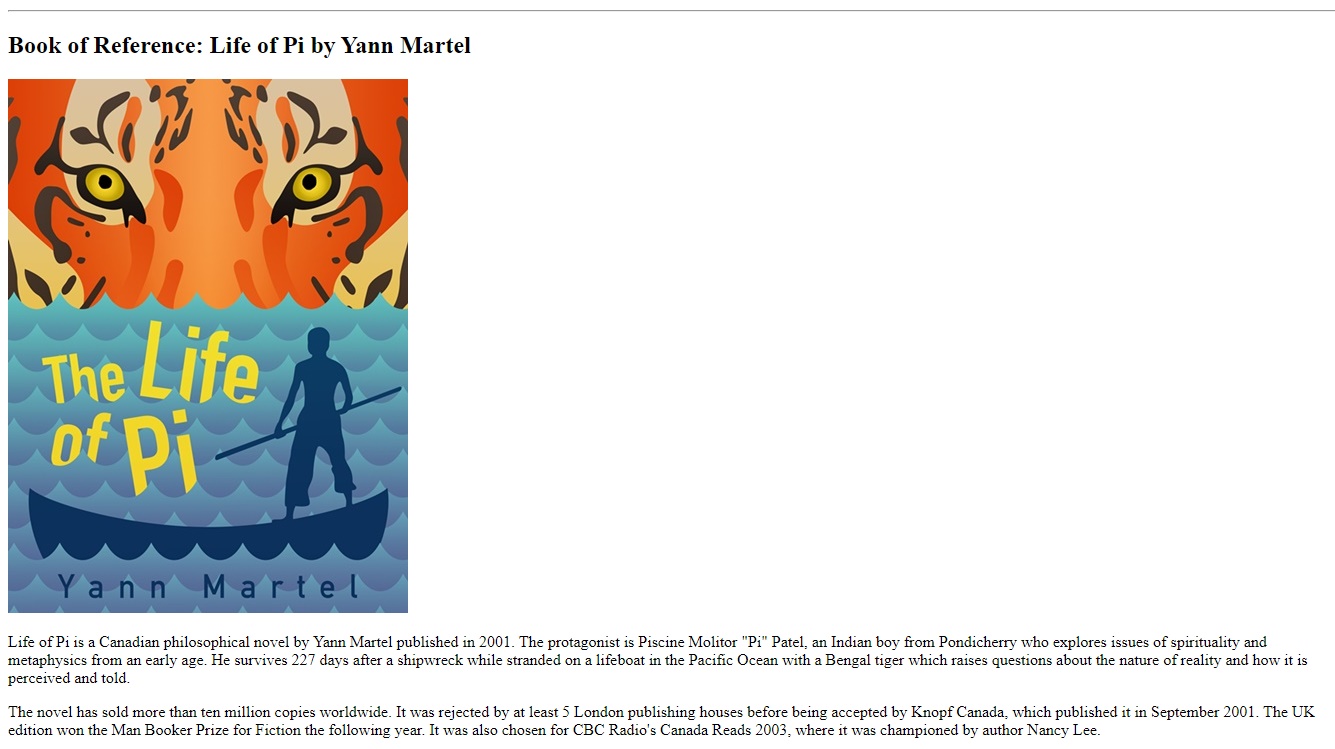 Book of Reference: Life of Pi by Yann Martel
The Life
of Pi
Yann Martel
Life of Pi is a Canadian philosophical novel by Yann Martel published in 2001. The protagonist is Piscine Molitor "Pi" Patel, an Indian boy from Pondicherry who explores issues of spirituality and
metaphysics from an early age. He survives 227 days after a shipwreck while stranded on a lifeboat in the Pacific Ocean with a Bengal tiger which raises questions about the nature of reality and how it is
perceived and told.
The novel has sold more than ten million copies worldwide. It was rejected by at least 5 London publishing houses before being accepted by Knopf Canada, which published it in September 2001. The UK
edition won the Man Booker Prize for Fiction the following year. It was also chosen for CBC Radio's Canada Reads 2003, where it was championed by author Nancy Lee.